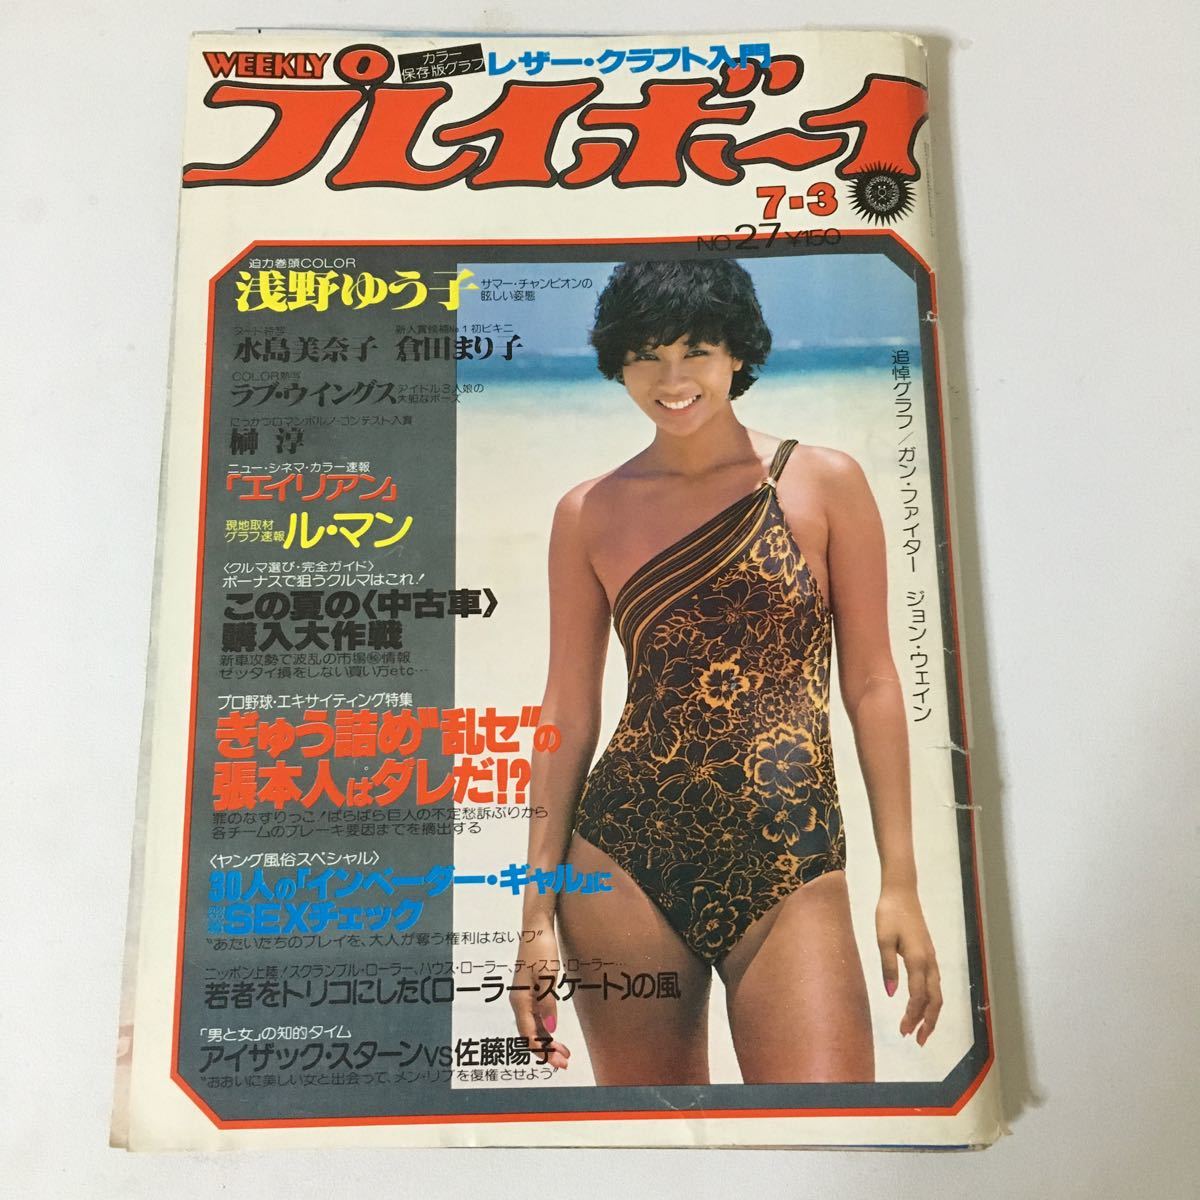 WEEKLY
カラー
保存版グラフ
レザー・クラフト入門
プレイボーイ
7・3
NO 27 ¥150
迫力巻頭COLOR
浅野ゆう子
サマー・チャンピオンの
眩しい姿態
ヌード特写
水島美奈子
新人賞候補No.1初ビキニ
倉田まり子
COLOR熱写
ラブ・ウイングス
アイドル3人娘の
大胆なポーズ
にっかつロマンポルノ・コンテスト入賞
榊 淳
ニュー・シネマ・カラー速報
「エイリアン」
現地取材
グラフ速報
ル・マン
〈クルマ選び・完全ガイド〉
ボーナスで狙うクルマはこれ!
この夏の〈中古車〉
購入大作戦
新車攻勢で波乱の市場㊙情報
ゼッタイ損をしない買い方etc…
プロ野球・エキサイティング特集
ぎゅう詰め"乱セ"の
張本人はダレだ!?
罪のなすりっこ!ばらばら巨人の不定愁訴ぶりから
各チームのブレーキ要因までを摘出する
〈ヤング風俗スペシャル〉
30人の「インベーダー・ギャル」に
SEXチェック
"あたいたちのプレイを、大人が奪う権利はないワ"
ニッポン上陸!スクランブル・ローラー、ハウス・ローラー、ディスコ・ローラー…
若者をトリコにした〔ローラー・スケート〕の風
「男と女」の知的タイム
アイザック・スターンVS佐藤陽子
"おおいに美しい女と出会って、メン・リブを復権させよう"
追悼グラフ/ガン・ファイター ジョン・ウェイン